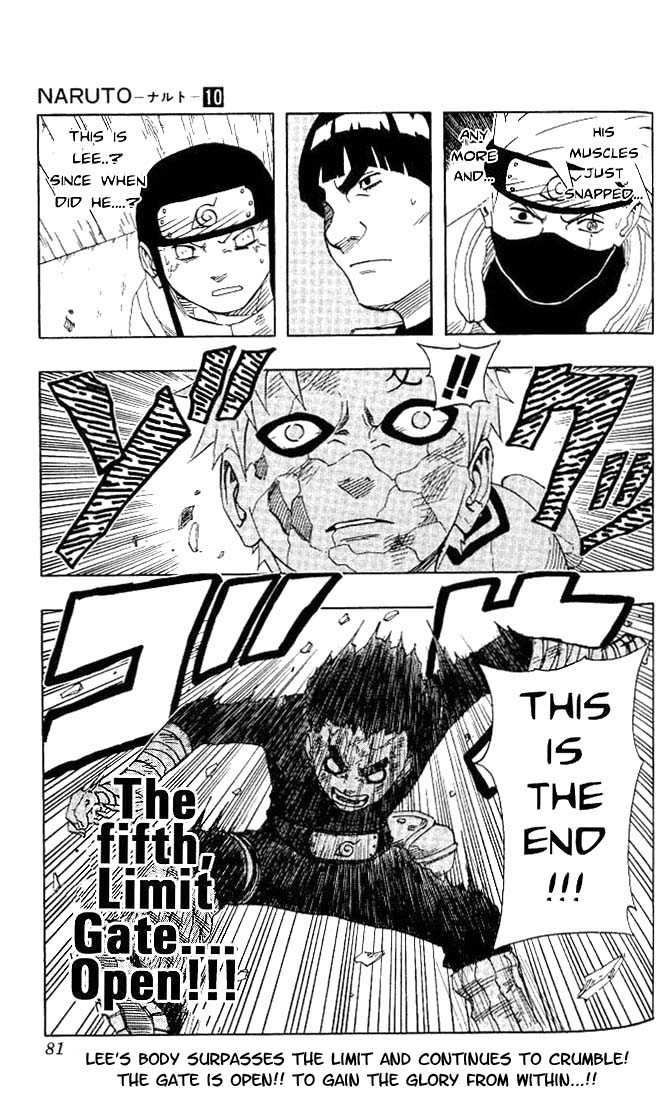 NARUTO—ナルト—10
HIS
MUSCLES
JUST
SNAPPED...
ANY
MORE
AND...
THIS IS
LEE..?
SINCE WHEN
DID HE....?
!!
THIS
IS
THE
END
!!!
The
fifth,
Limit
Gate....
Open!!!
81
LEE'S BODY SURPASSES THE LIMIT AND CONTINUES TO CRUMBLE!
THE GATE IS OPEN!! TO GAIN THE GLORY FROM WITHIN...!!